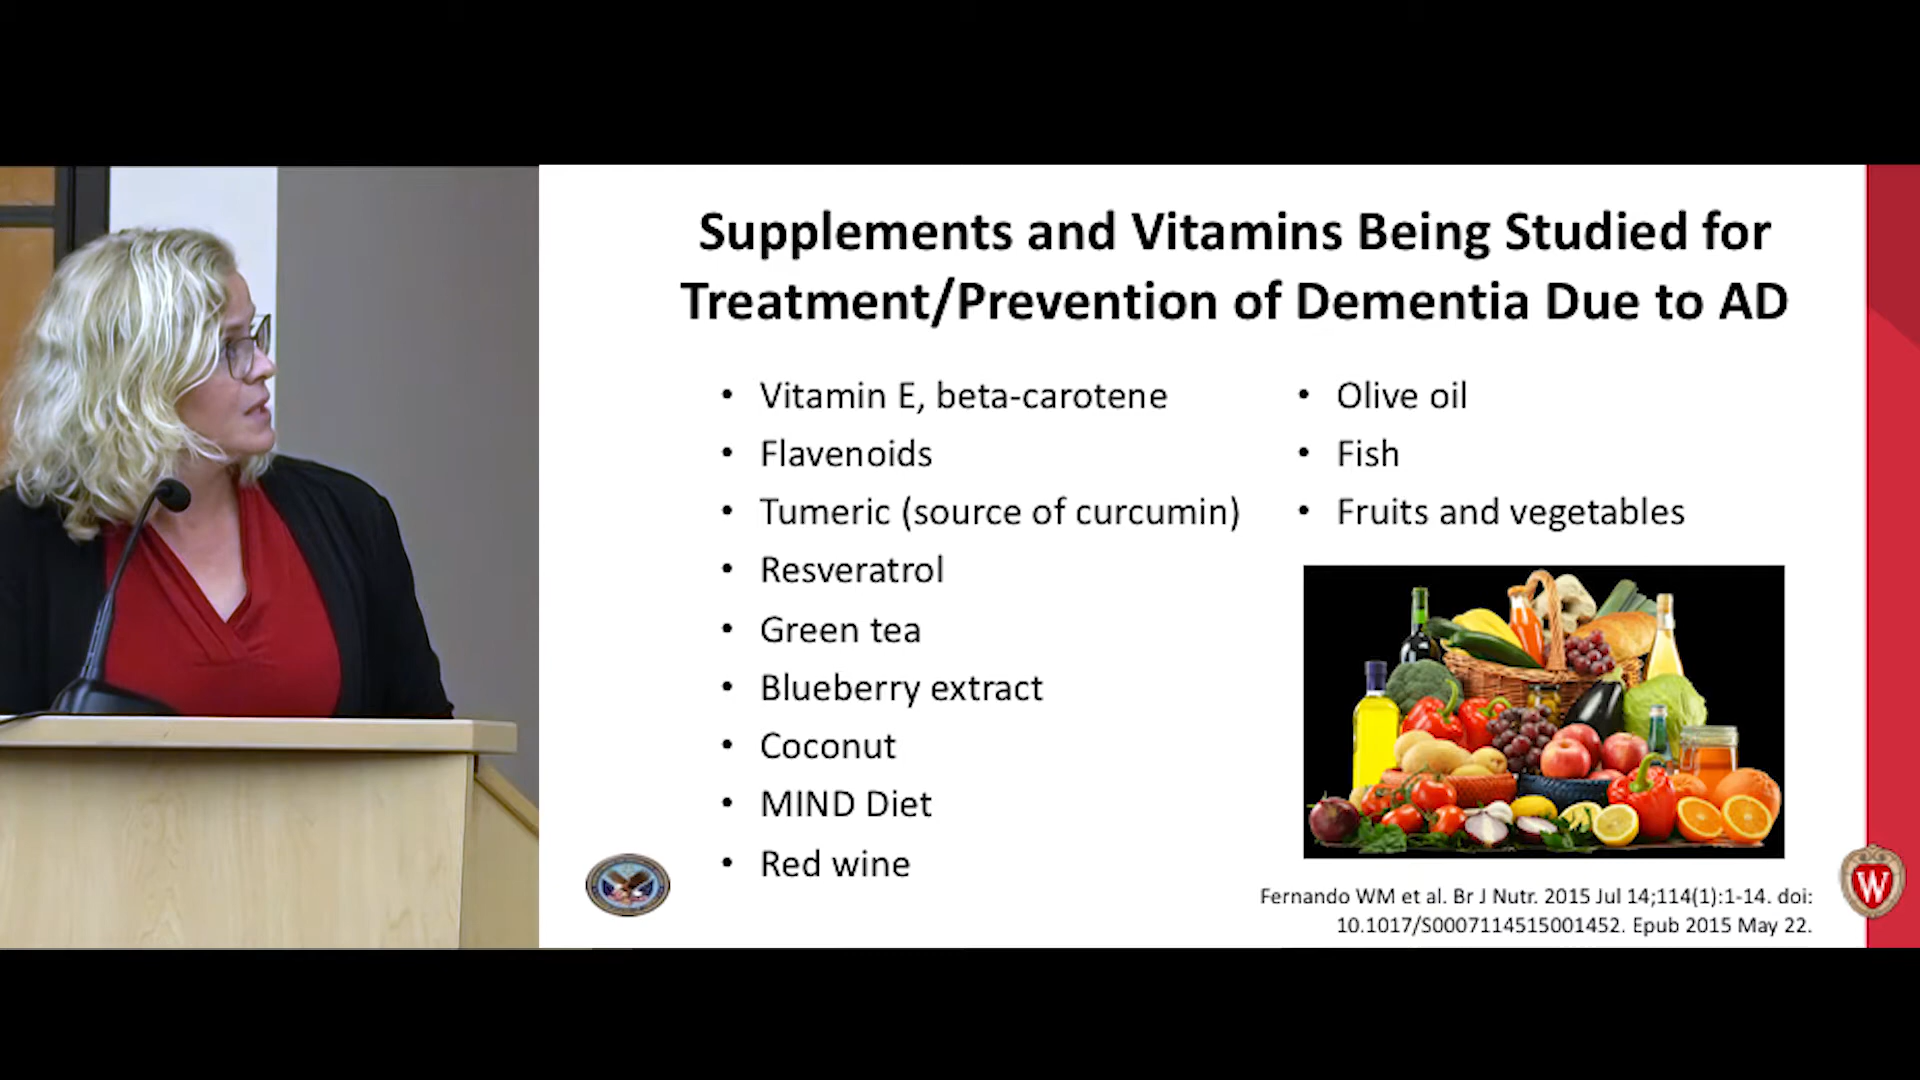 Supplements and Vitamins Being Studied for
Treatment/Prevention of Dementia Due to AD
• Vitamin E, beta-carotene
• Flavenoids
• Tumeric (source of curcumin)
• Resveratrol
• Green tea
• Blueberry extract
• Coconut
• MIND Diet
• Red wine
• Olive oil
• Fish
• Fruits and vegetables
Fernando WM et al. Br J Nutr. 2015 Jul 14;114(1):1-14. doi:
10.1017/S0007114515001452. Epub 2015 May 22.
W